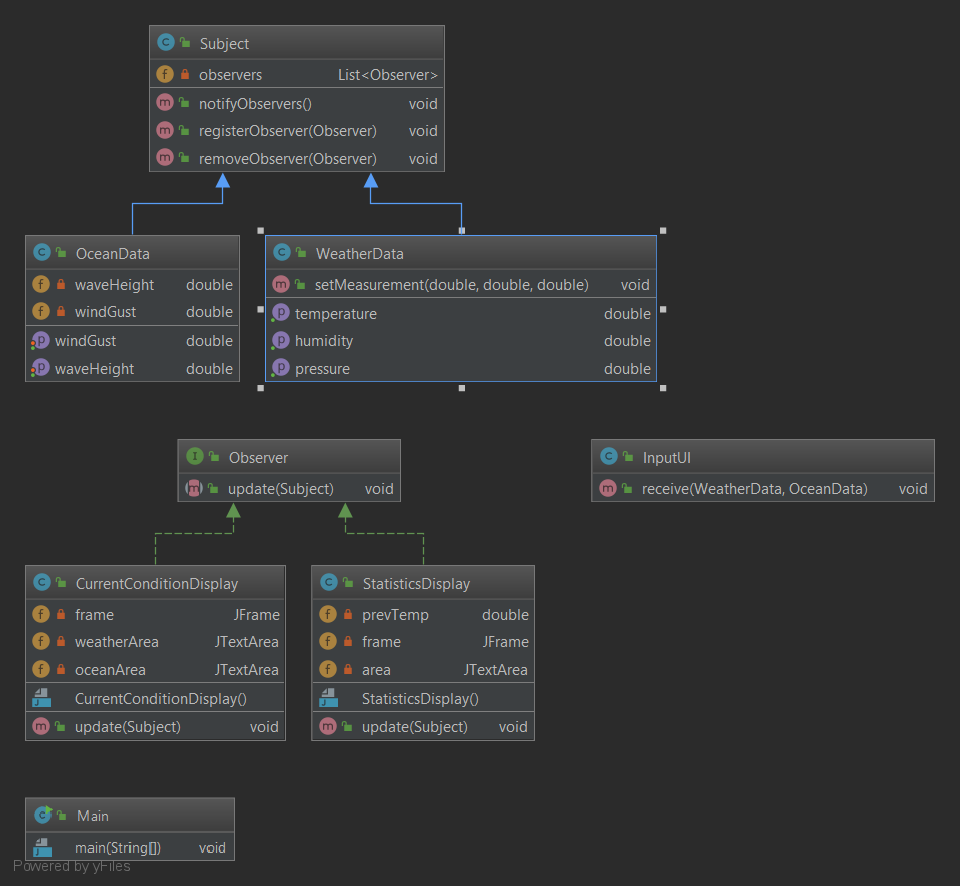 Subject
observers List<Observer>
notifyObservers() void
registerObserver(Observer) void
removeObserver(Observer) void
OceanData
waveHeight double
windGust double
windGust double
waveHeight double
WeatherData
setMeasurement(double, double, double) void
temperature double
humidity double
pressure double
Observer
update(Subject) void
InputUI
receive(WeatherData, OceanData) void
CurrentConditionDisplay
frame JFrame
weatherArea JTextArea
oceanArea JTextArea
CurrentConditionDisplay()
update(Subject) void
StatisticsDisplay
prevTemp double
frame JFrame
area JTextArea
StatisticsDisplay()
update(Subject) void
Main
main(String[]) void
Powered by yFiles